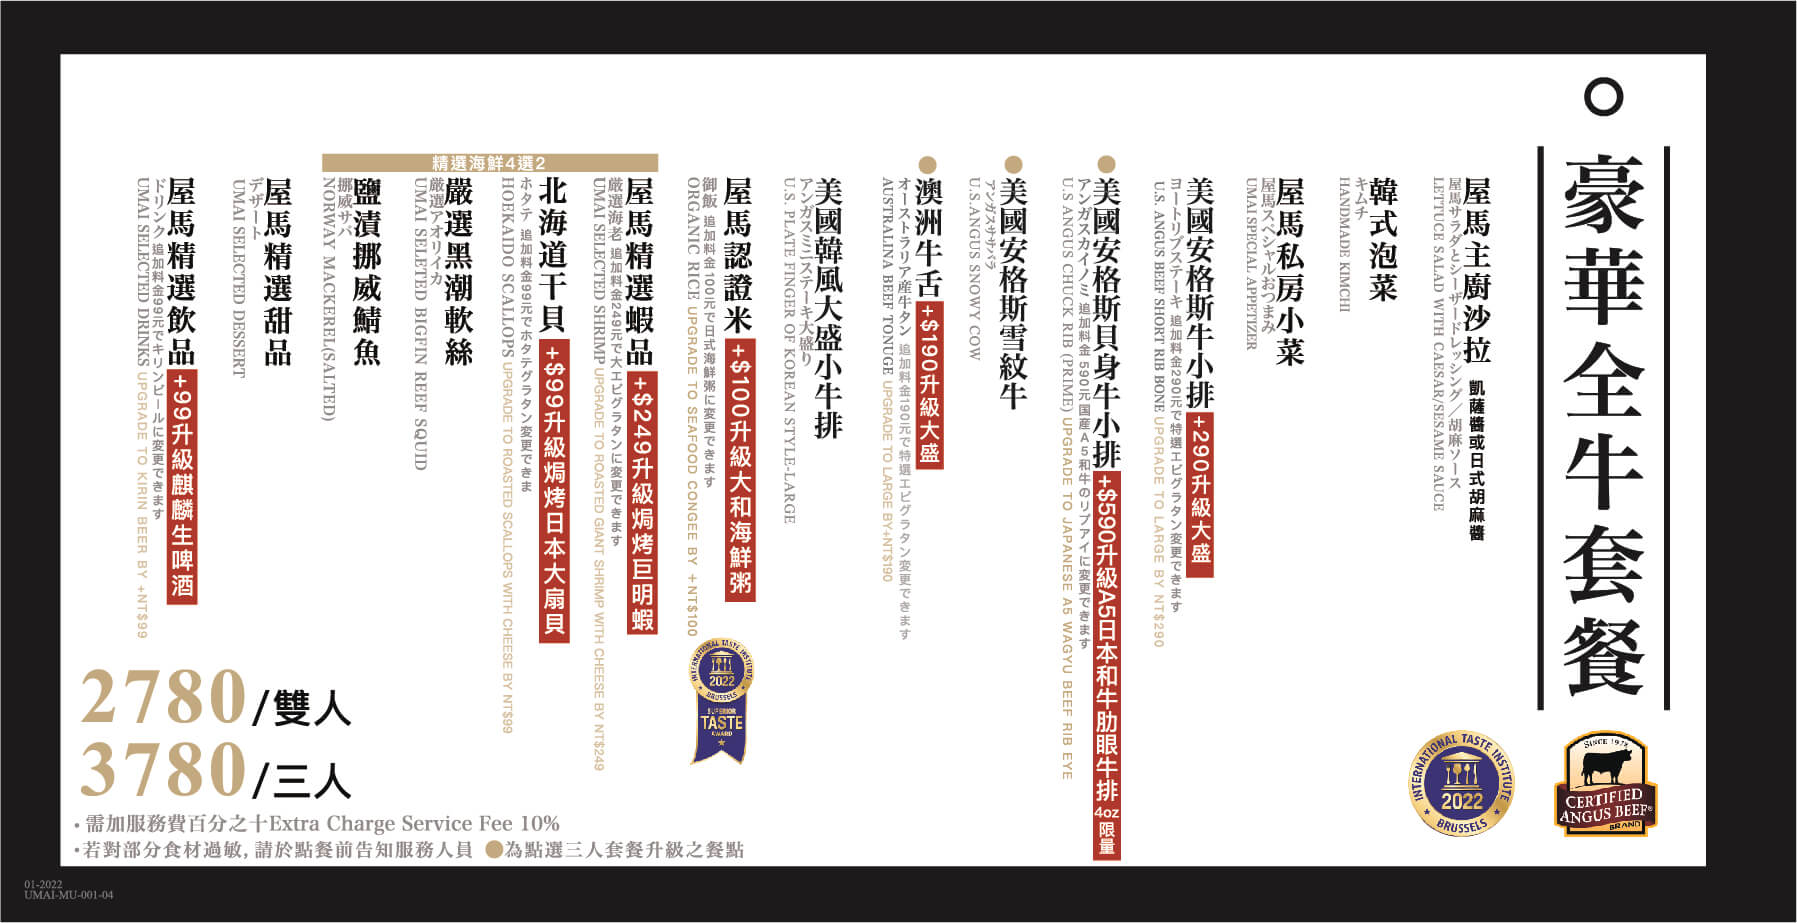 豪華全牛套餐
屋馬主廚沙拉 凱薩醬或日式胡麻醬
屋馬サラダとシーザードレッシング／胡麻ソース
LETTUCE SALAD WITH CAESAR/SESAME SAUCE
韓式泡菜
キムチ
HANDMADE KIMCHI
屋馬私房小菜
屋馬スペシャルおつまみ
UMAI SPECIAL APPETIZER
美國安格斯牛小排 +290升級大盛
ヨートリブステーキ 追加料金290元で特選エビグラタン変更できます
U.S. ANGUS BEEF SHORT RIB BONE UPGRADE TO LARGE BY NT$290
美國安格斯貝身牛小排 +$590升級A5日本和牛肋眼牛排 4oz 限量
アンガスカイノミ 追加料金 590元 国産A5和牛のリブアイに変更できます
U.S ANGUS CHUCK RIB (PRIME) UPGRADE TO JAPANESE A5 WAGYU BEEF RIB EYE
美國安格斯雪紋牛
アンガスササバラ
U.S.ANGUS SNOWY COW
澳洲牛舌 +$190升級大盛
オーストラリア産牛タン 追加料金190元で特選エビグラタン変更できます
AUSTRALINA BEEF TONUGE UPGRADE TO LARGE BY+NT$190
美國韓風大盛小牛排
アンガスミニステーキ大盛り
U.S. PLATE FINGER OF KOREAN STYLE-LARGE
屋馬認證米 +$100升級大和海鮮粥
御飯 追加料金100元で日式海鮮粥に変更できます
ORGANIC RICE UPGRADE TO SEAFOOD CONGEE BY +NT$100
精選海鮮4選2
屋馬精選蝦品 +$249升級焗烤巨明蝦
厳選海老 追加料金249元で大エビグラタンに変更できます
UMAI SELECTED SHRIMP UPGRADE TO ROASTED GIANT SHRIMP WITH CHEESE BY NT$249
北海道干貝 +$99升級焗烤日本大扇貝
ホタテ 追加料金99元でホタテグラタン変更できま
HOEKAIDO SCALLOPS UPGRADE TO ROASTED SCALLOPS WITH CHEESE BY NT$99
嚴選黑潮軟絲
厳選アオリイカ
UMAI SELETED BIGFIN REEF SQUID
鹽漬挪威鯖魚
挪威サバ
NORWAY MACKEREL(SALTED)
屋馬精選甜品
デザート
UMAI SELECTED DESSERT
屋馬精選飲品 +99升級麒麟生啤酒
ドリンク 追加料金99元でキリンビールに変更できます
UMAI SELECTED DRINKS UPGRADE TO KIRIN BEER BY +NT$99
INTERNATIONAL TASTE INSTITUTE
2022
BRUSSELS
SUPERIOR
TASTE
AWARD
INTERNATIONAL TASTE INSTITUTE
2022
BRUSSELS
SINCE 1978
CERTIFIED
ANGUS BEEF®
BRAND
2780/雙人
3780/三人
・需加服務費百分之十Extra Charge Service Fee 10%
・若對部分食材過敏, 請於點餐前告知服務人員 ●為點選三人套餐升級之餐點
01-2022
UMAI-MU-001-04